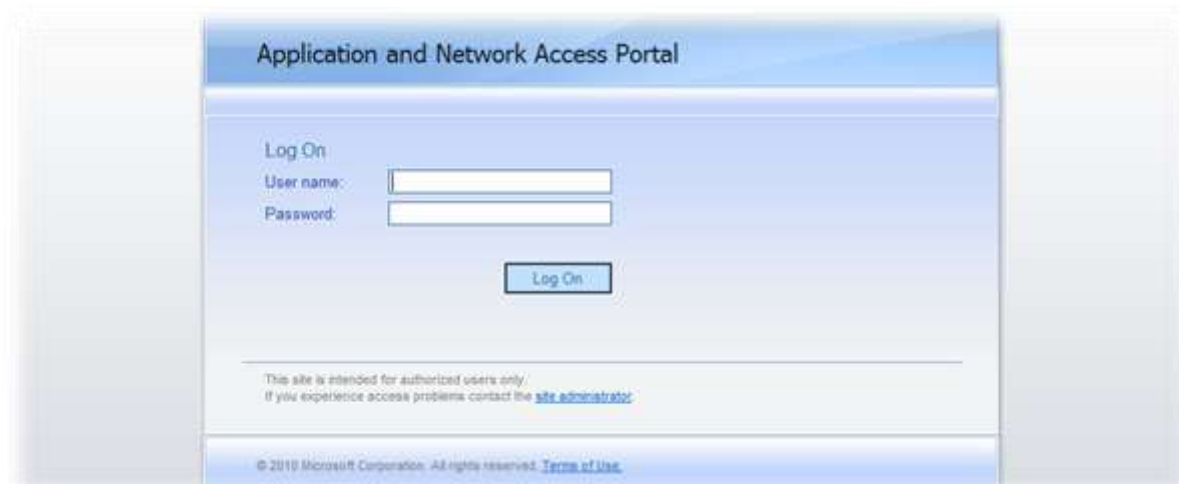 Application and Network Access Portal
Log On
User name:
Password:
Log On
This site is intended for authorized users only.
If you experience access problems contact the site administrator.
© 2010 Microsoft Corporation. All rights reserved. Terms of Use.